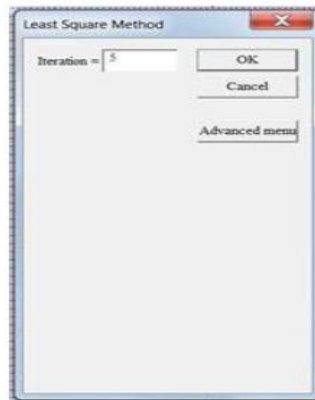 Least Square Method
Iteration = 5
OK
Cancel
Advanced menu